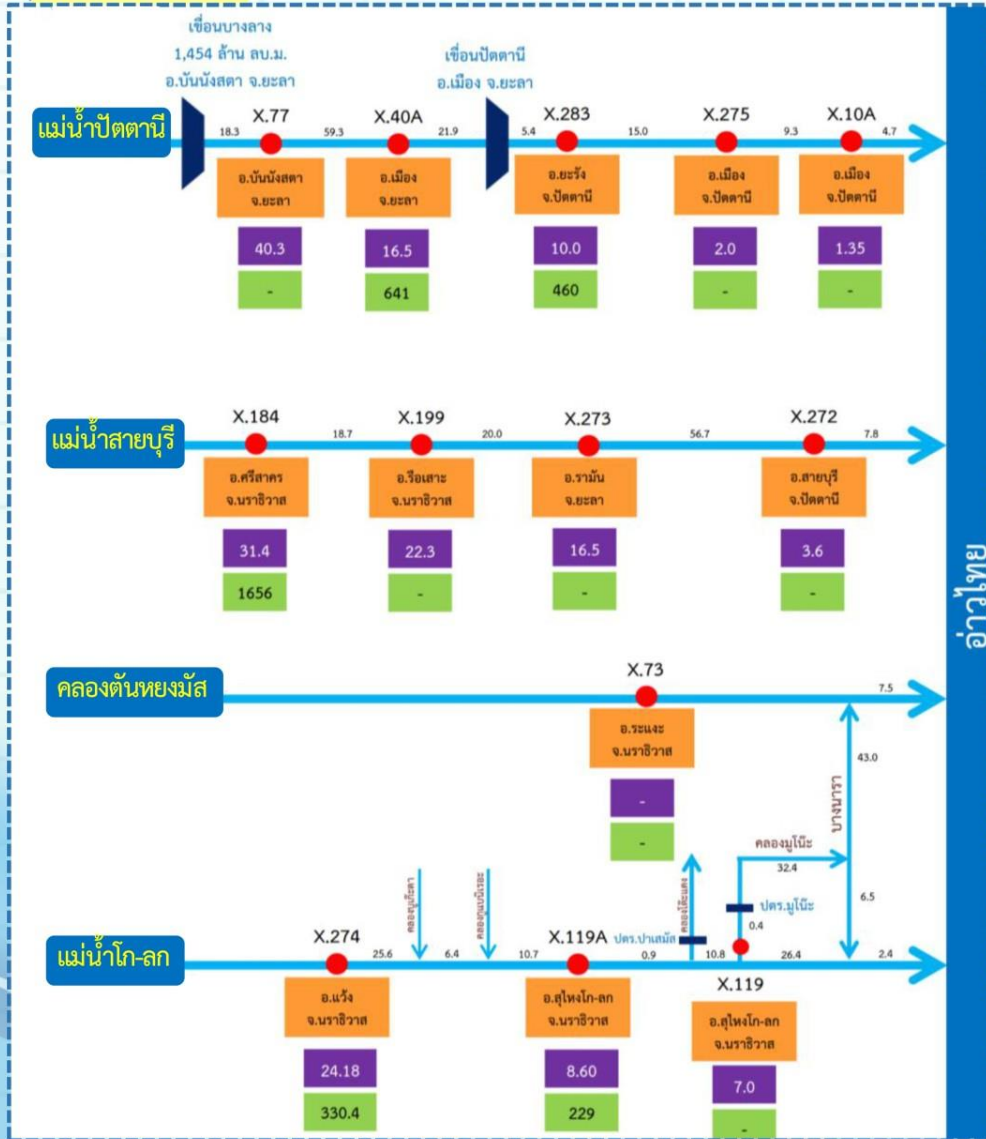 เขื่อนบางลาง
1,454 ล้าน ลบ.ม.
อ.บันนังสตา จ.ยะลา
เขื่อนปัตตานี
อ.เมือง จ.ยะลา
แม่น้ำปัตตานี
18.3
X.77
59.3
X.40A
21.9
5.4
X.283
15.0
X.275
9.3
X.10A
4.7
อ.บันนังสตา
จ.ยะลา
อ.เมือง
จ.ยะลา
อ.ยะรัง
จ.ปัตตานี
อ.เมือง
จ.ปัตตานี
อ.เมือง
จ.ปัตตานี
40.3
16.5
10.0
2.0
1.35
-
641
460
-
-
แม่น้ำสายบุรี
X.184
18.7
X.199
20.0
X.273
56.7
X.272
7.8
อ.ศรีสาคร
จ.นราธิวาส
อ.รือเสาะ
จ.นราธิวาส
อ.รามัน
จ.ยะลา
อ.สายบุรี
จ.ปัตตานี
31.4
22.3
16.5
3.6
1656
-
-
-
อ่าวไทย
คลองตันหยงมัส
X.73
7.5
อ.ระแงะ
จ.นราธิวาส
-
-
43.0
บางนารา
คลองมูโน๊ะ
32.4
6.5
ปตร.มูโน๊ะ
0.4
คลองโต๊ะแดง
ปตร.ปาเสมัส
แม่น้ำโก-ลก
X.274
25.6
6.4
10.7
X.119A
0.9
10.8
26.4
2.4
X.119
อ.แว้ง
จ.นราธิวาส
อ.สุไหงโก-ลก
จ.นราธิวาส
อ.สุไหงโก-ลก
จ.นราธิวาส
24.18
8.60
7.0
330.4
229
-